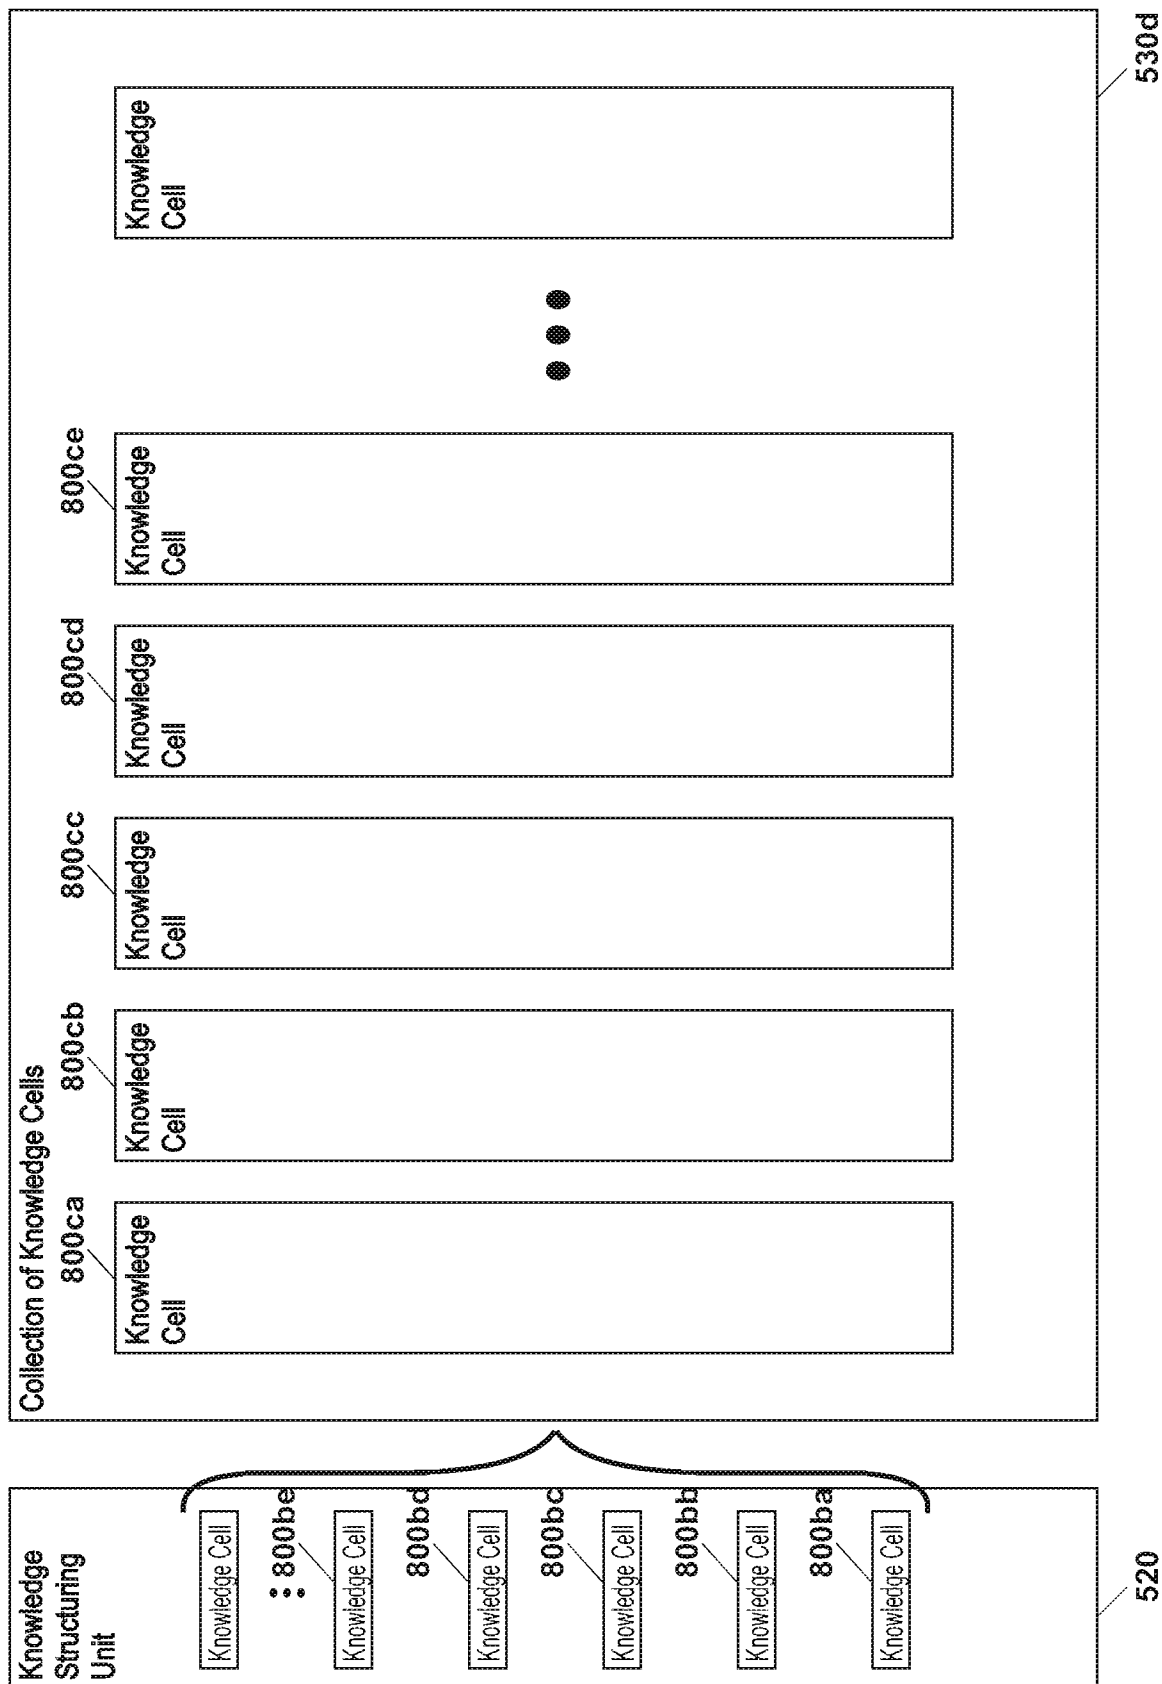 Knowledge
Structuring
Unit
Knowledge Cell
800be
Knowledge Cell
800bd
Knowledge Cell
800bc
Knowledge Cell
800bb
Knowledge Cell
800ba
Knowledge Cell
520
Collection of Knowledge Cells
800ca
Knowledge
Cell
800cb
Knowledge
Cell
800cc
Knowledge
Cell
800cd
Knowledge
Cell
800ce
Knowledge
Cell
Knowledge
Cell
530d